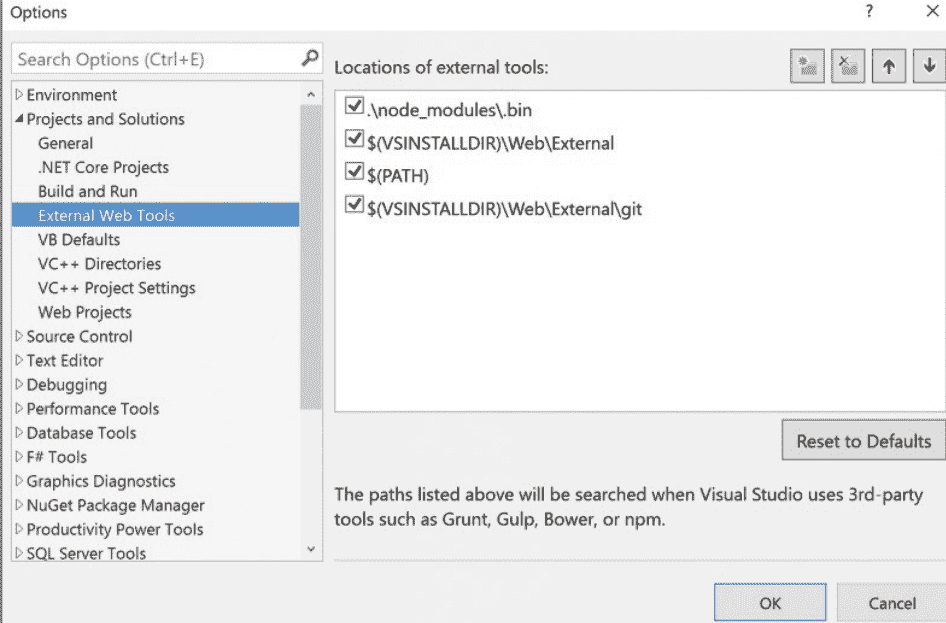 Options
?
Search Options (Ctrl+E)
Environment
Projects and Solutions
General
.NET Core Projects
Build and Run
External Web Tools
VB Defaults
VC++ Directories
VC++ Project Settings
Web Projects
Source Control
Text Editor
Debugging
Performance Tools
Database Tools
F# Tools
Graphics Diagnostics
NuGet Package Manager
Productivity Power Tools
SQL Server Tools
Locations of external tools:
.\node_modules\.bin
$(VSINSTALLDIR)\Web\External
$(PATH)
$(VSINSTALLDIR)\Web\External\git
Reset to Defaults
The paths listed above will be searched when Visual Studio uses 3rd-party
tools such as Grunt, Gulp, Bower, or npm.
OK
Cancel